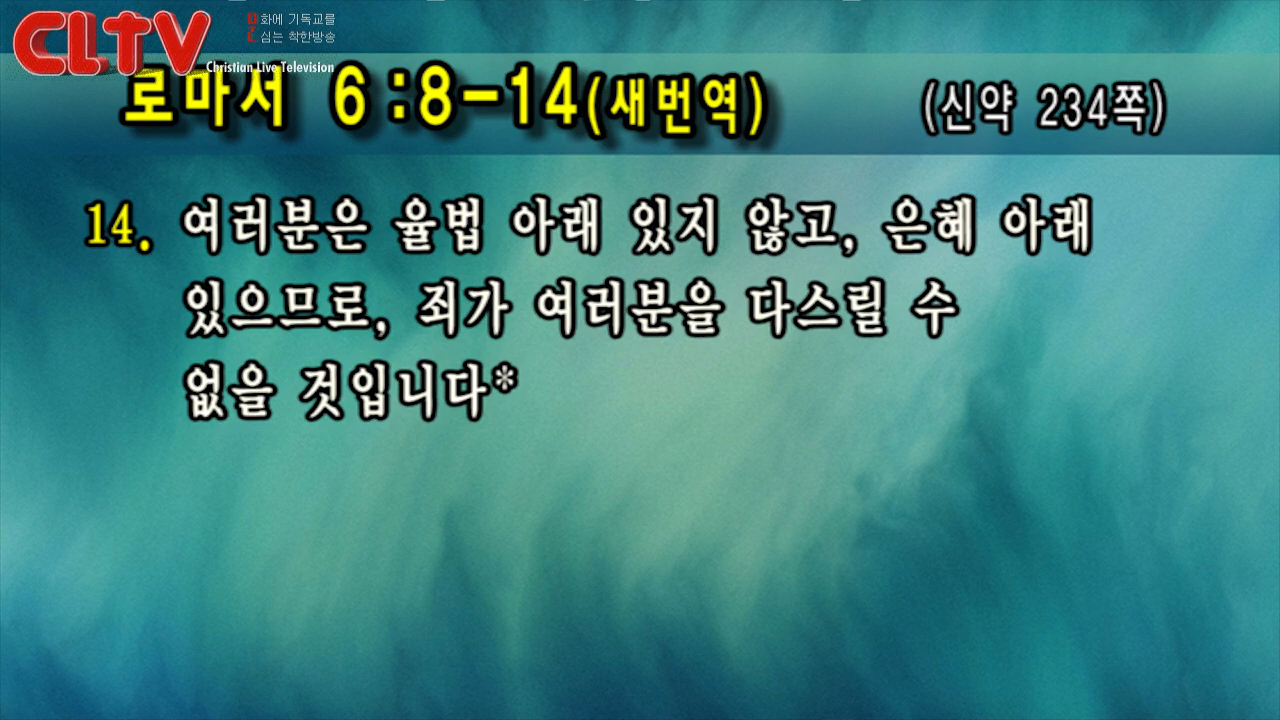 CLTV
문화에 기독교를
심는 착한방송
Christian Live Television
로마서 6:8-14(새번역)
(신약 234쪽)
14. 여러분은 율법 아래 있지 않고, 은혜 아래
있으므로, 죄가 여러분을 다스릴 수
없을 것입니다*